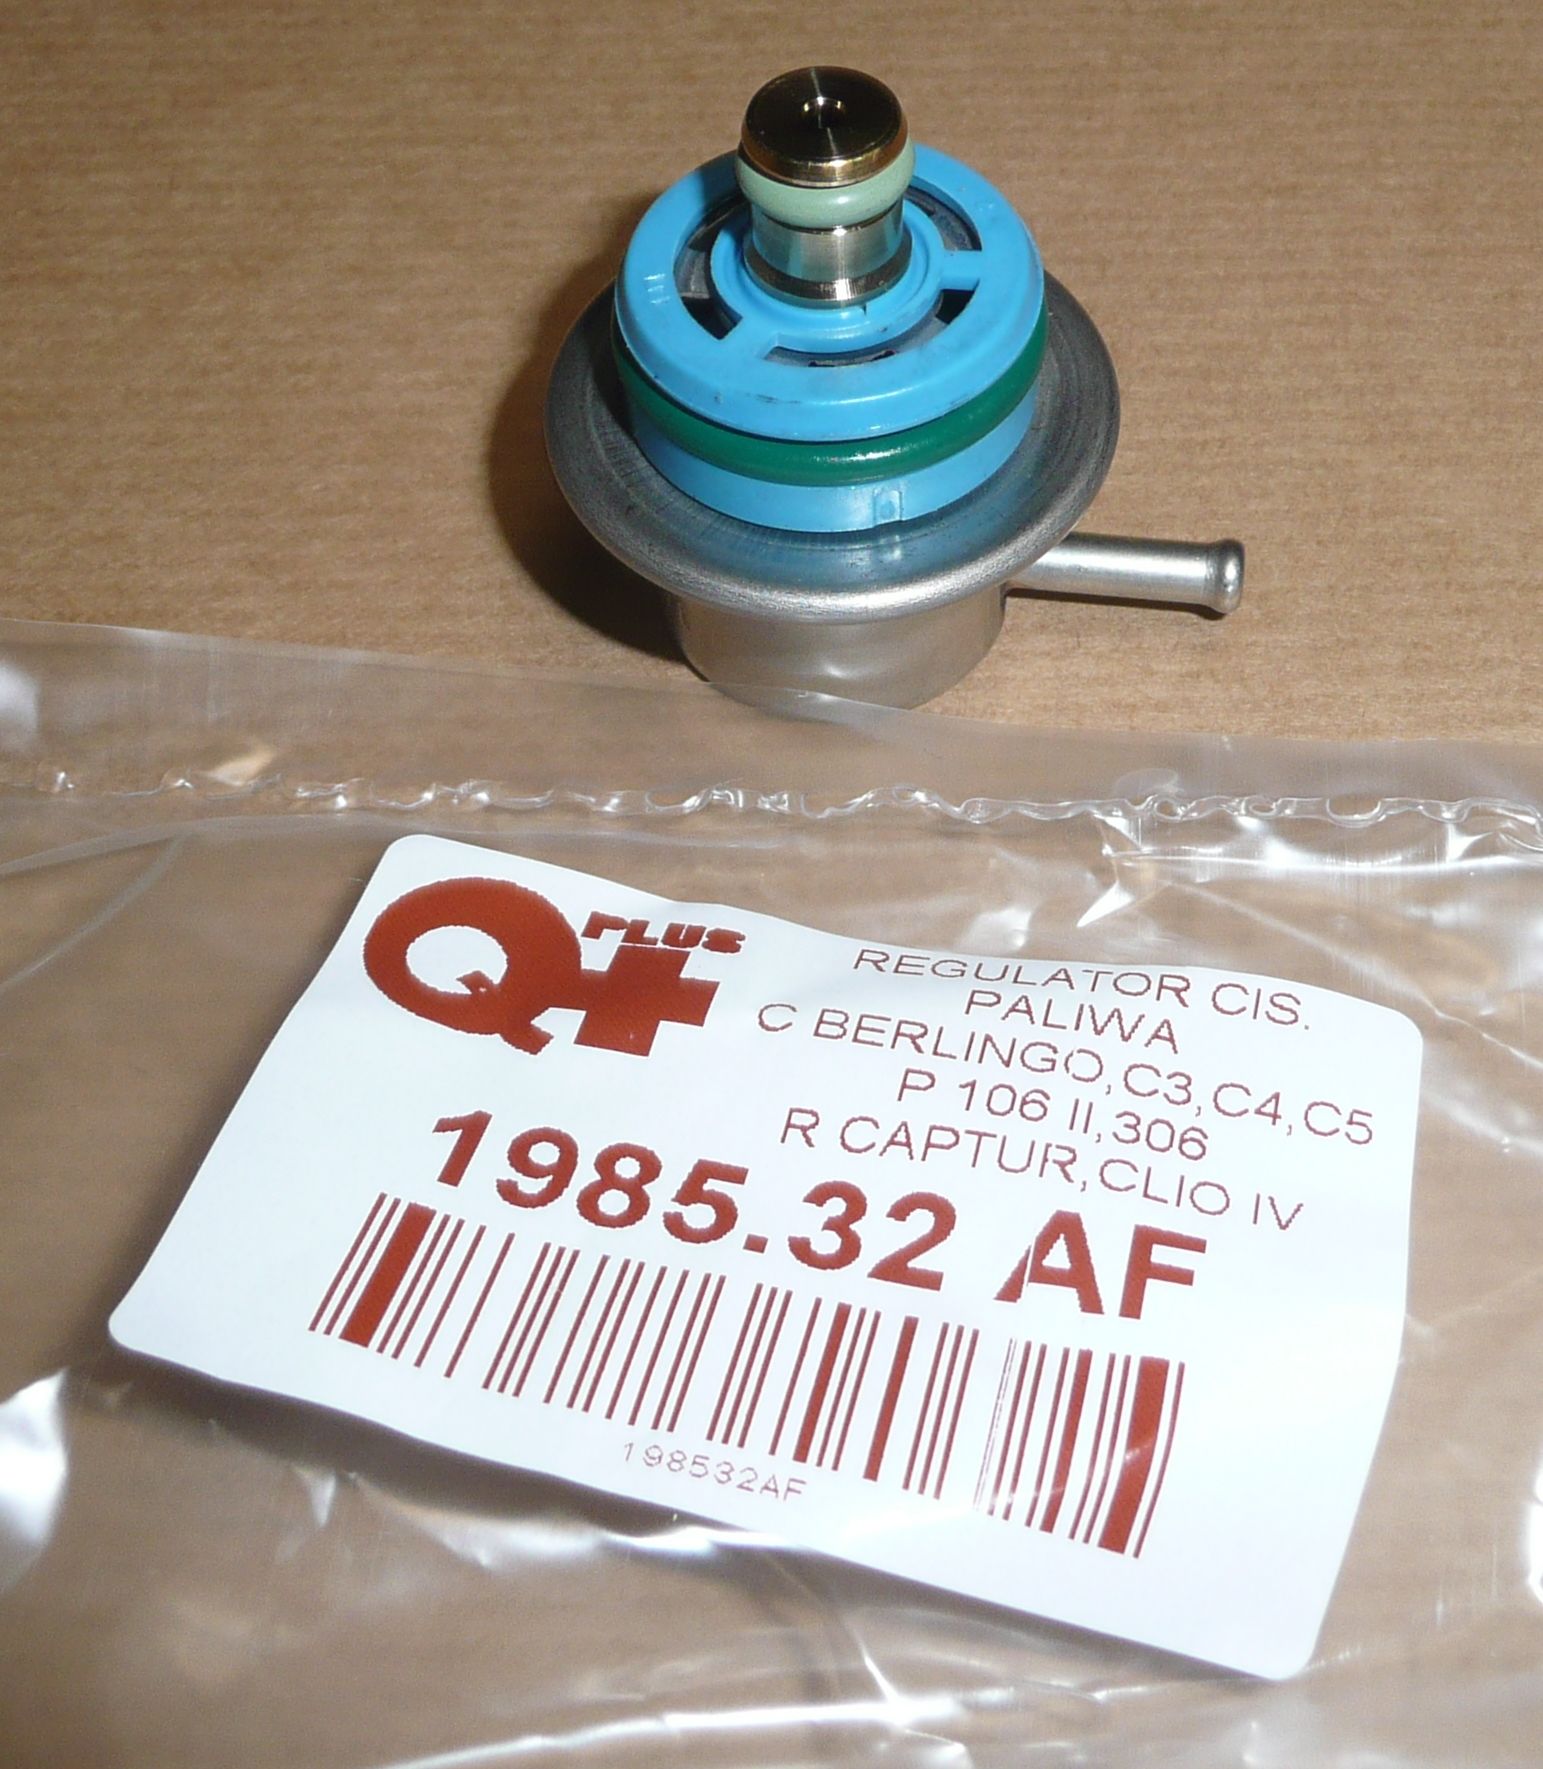 Q PLUS
REGULATOR CIS.
PALIWA
C BERLINGO,C3,C4,C5
P 106 II,306
R CAPTUR,CLIO IV
1985.32 AF
198532AF